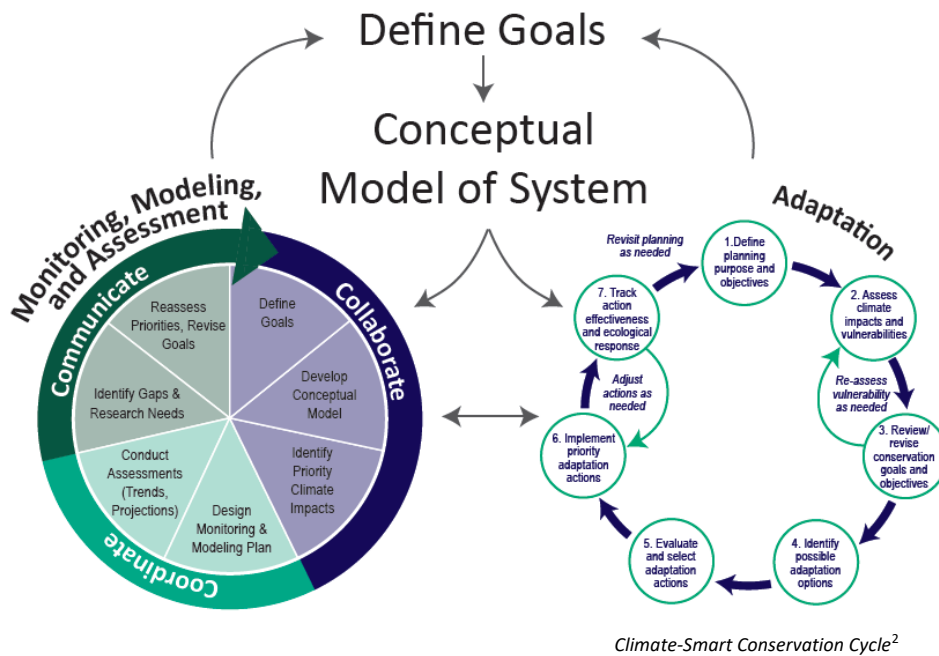 Define Goals
Conceptual
Model of System
Monitoring, Modeling,
and Assessment
Communicate
Collaborate
Coordinate
Reassess
Priorities, Revise
Goals
Define
Goals
Identify Gaps &
Research Needs
Develop
Conceptual
Model
Conduct
Assessments
(Trends,
Projections)
Identify
Priority
Climate
Impacts
Design
Monitoring &
Modeling Plan
Adaptation
Revisit planning
as needed
1.Define
planning
purpose and
objectives
2. Assess
climate
impacts and
vulnerabilities
Re-assess
vulnerability
as needed
3. Review/
revise
conservation
goals and
objectives
4. Identify
possible
adaptation
options
5. Evaluate
and select
adaptation
actions
6. Implement
priority
adaptation
actions
Adjust
actions as
needed
7. Track
action
effectiveness
and ecological
response
Climate-Smart Conservation Cycle²